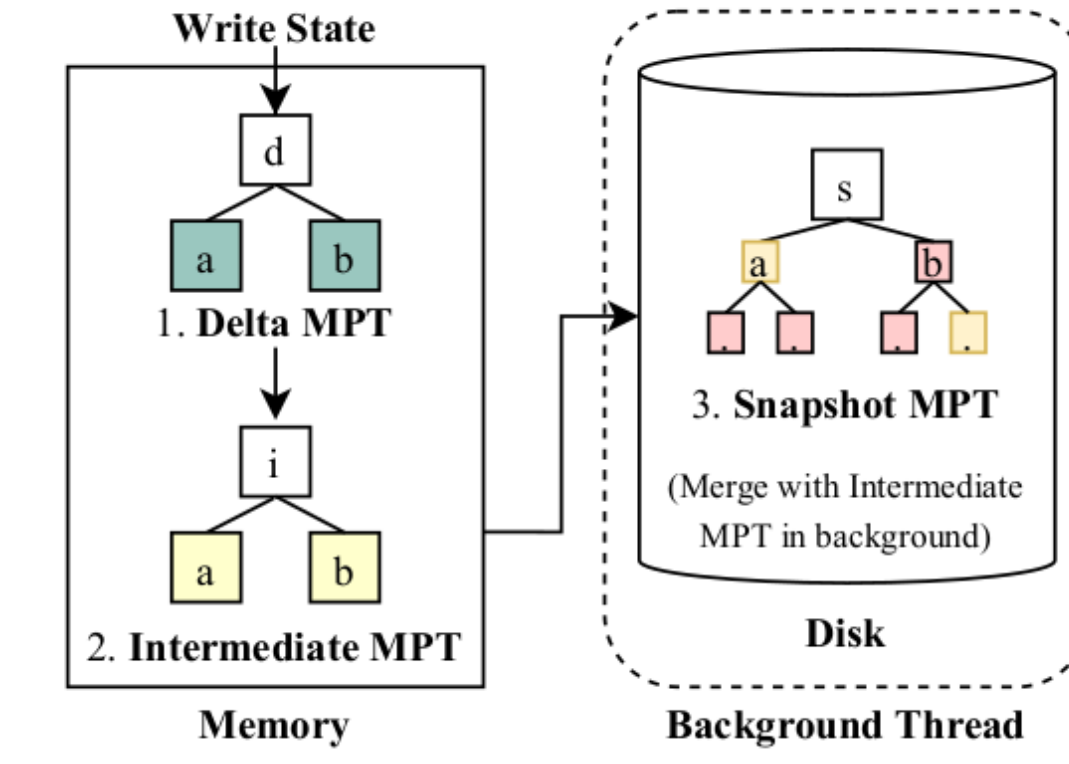 Write State
d
a b
1. Delta MPT
i
a b
2. Intermediate MPT
Memory
s
a b
. . . .
3. Snapshot MPT
(Merge with Intermediate
MPT in background)
Disk
Background Thread